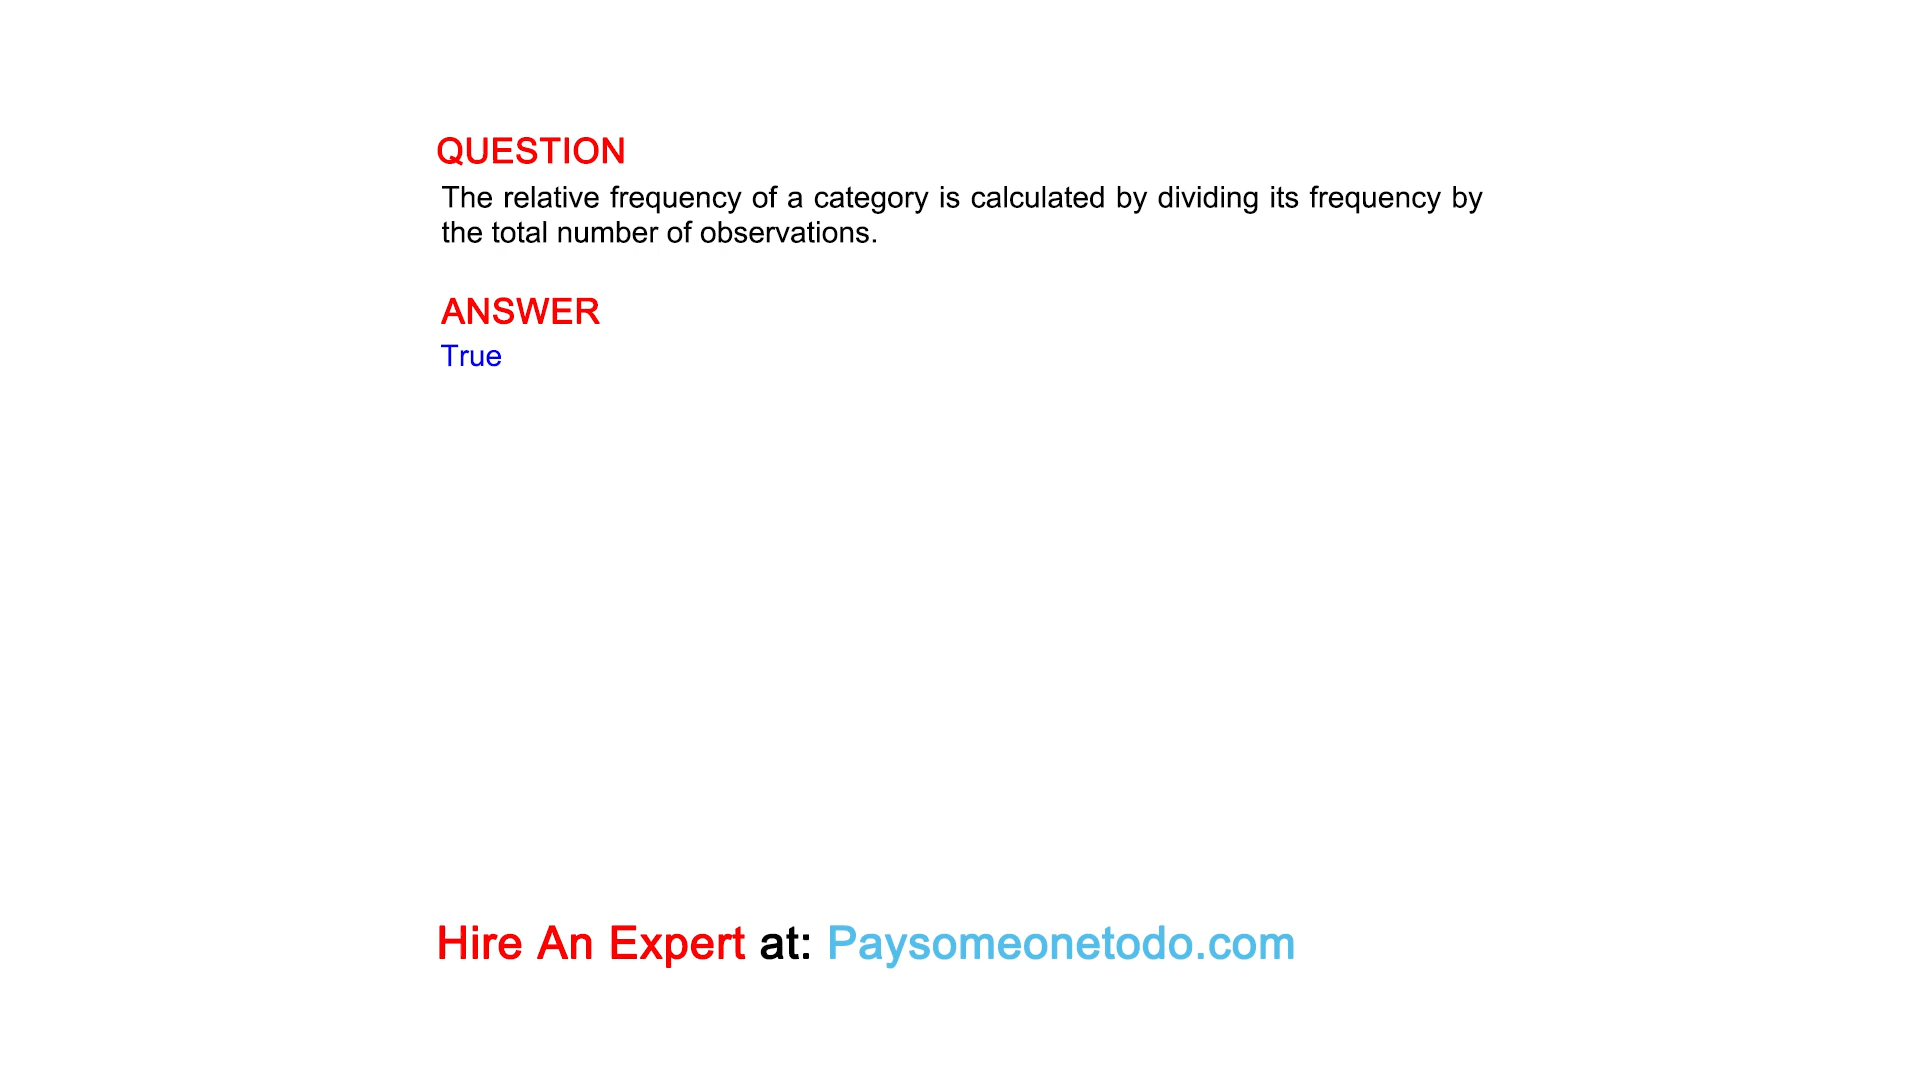 QUESTION
The relative frequency of a category is calculated by dividing its frequency by
the total number of observations.
ANSWER
True
Hire An Expert at: Paysomeonetodo.com